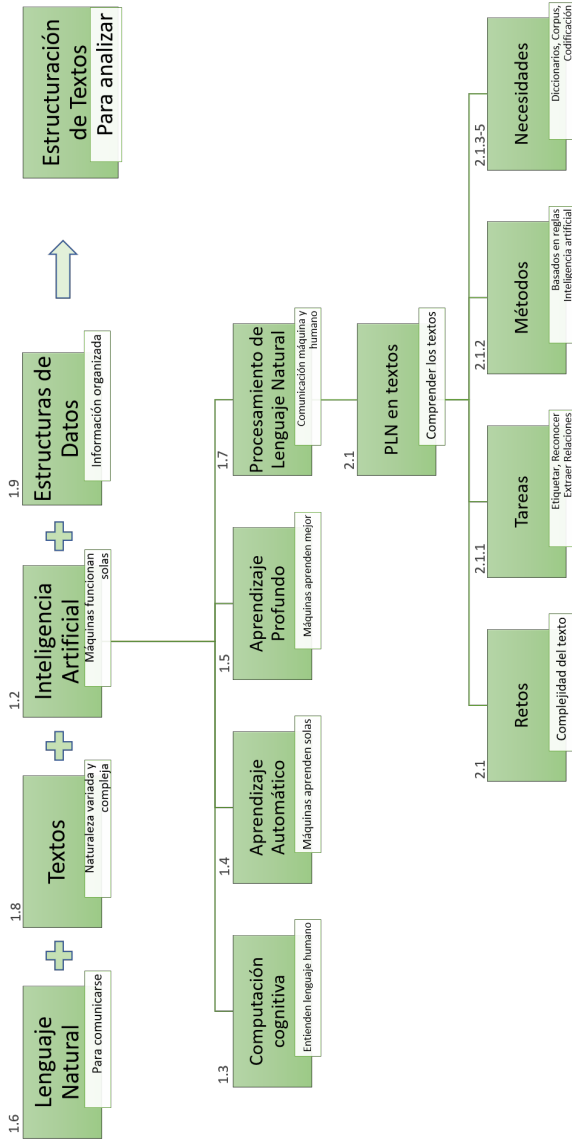 1.6
Lenguaje
Natural
Para comunicarse
1.8
Textos
Naturaleza variada y
compleja
1.2
Inteligencia
Artificial
Máquinas funcionan
solas
1.9
Estructuras de
Datos
Información organizada
Estructuración
de Textos
Para analizar
1.3
Computación
cognitiva
Entienden lenguaje humano
1.4
Aprendizaje
Automático
Máquinas aprenden solas
1.5
Aprendizaje
Profundo
Máquinas aprenden mejor
1.7
Procesamiento de
Lenguaje Natural
Comunicación máquina y
humano
2.1
PLN en textos
Comprender los textos
2.1
Retos
Complejidad del texto
2.1.1
Tareas
Etiquetar, Reconocer
Extraer Relaciones
2.1.2
Métodos
Basados en reglas
Inteligencia artificial
2.1.3-5
Necesidades
Diccionarios, Corpus,
Codificación